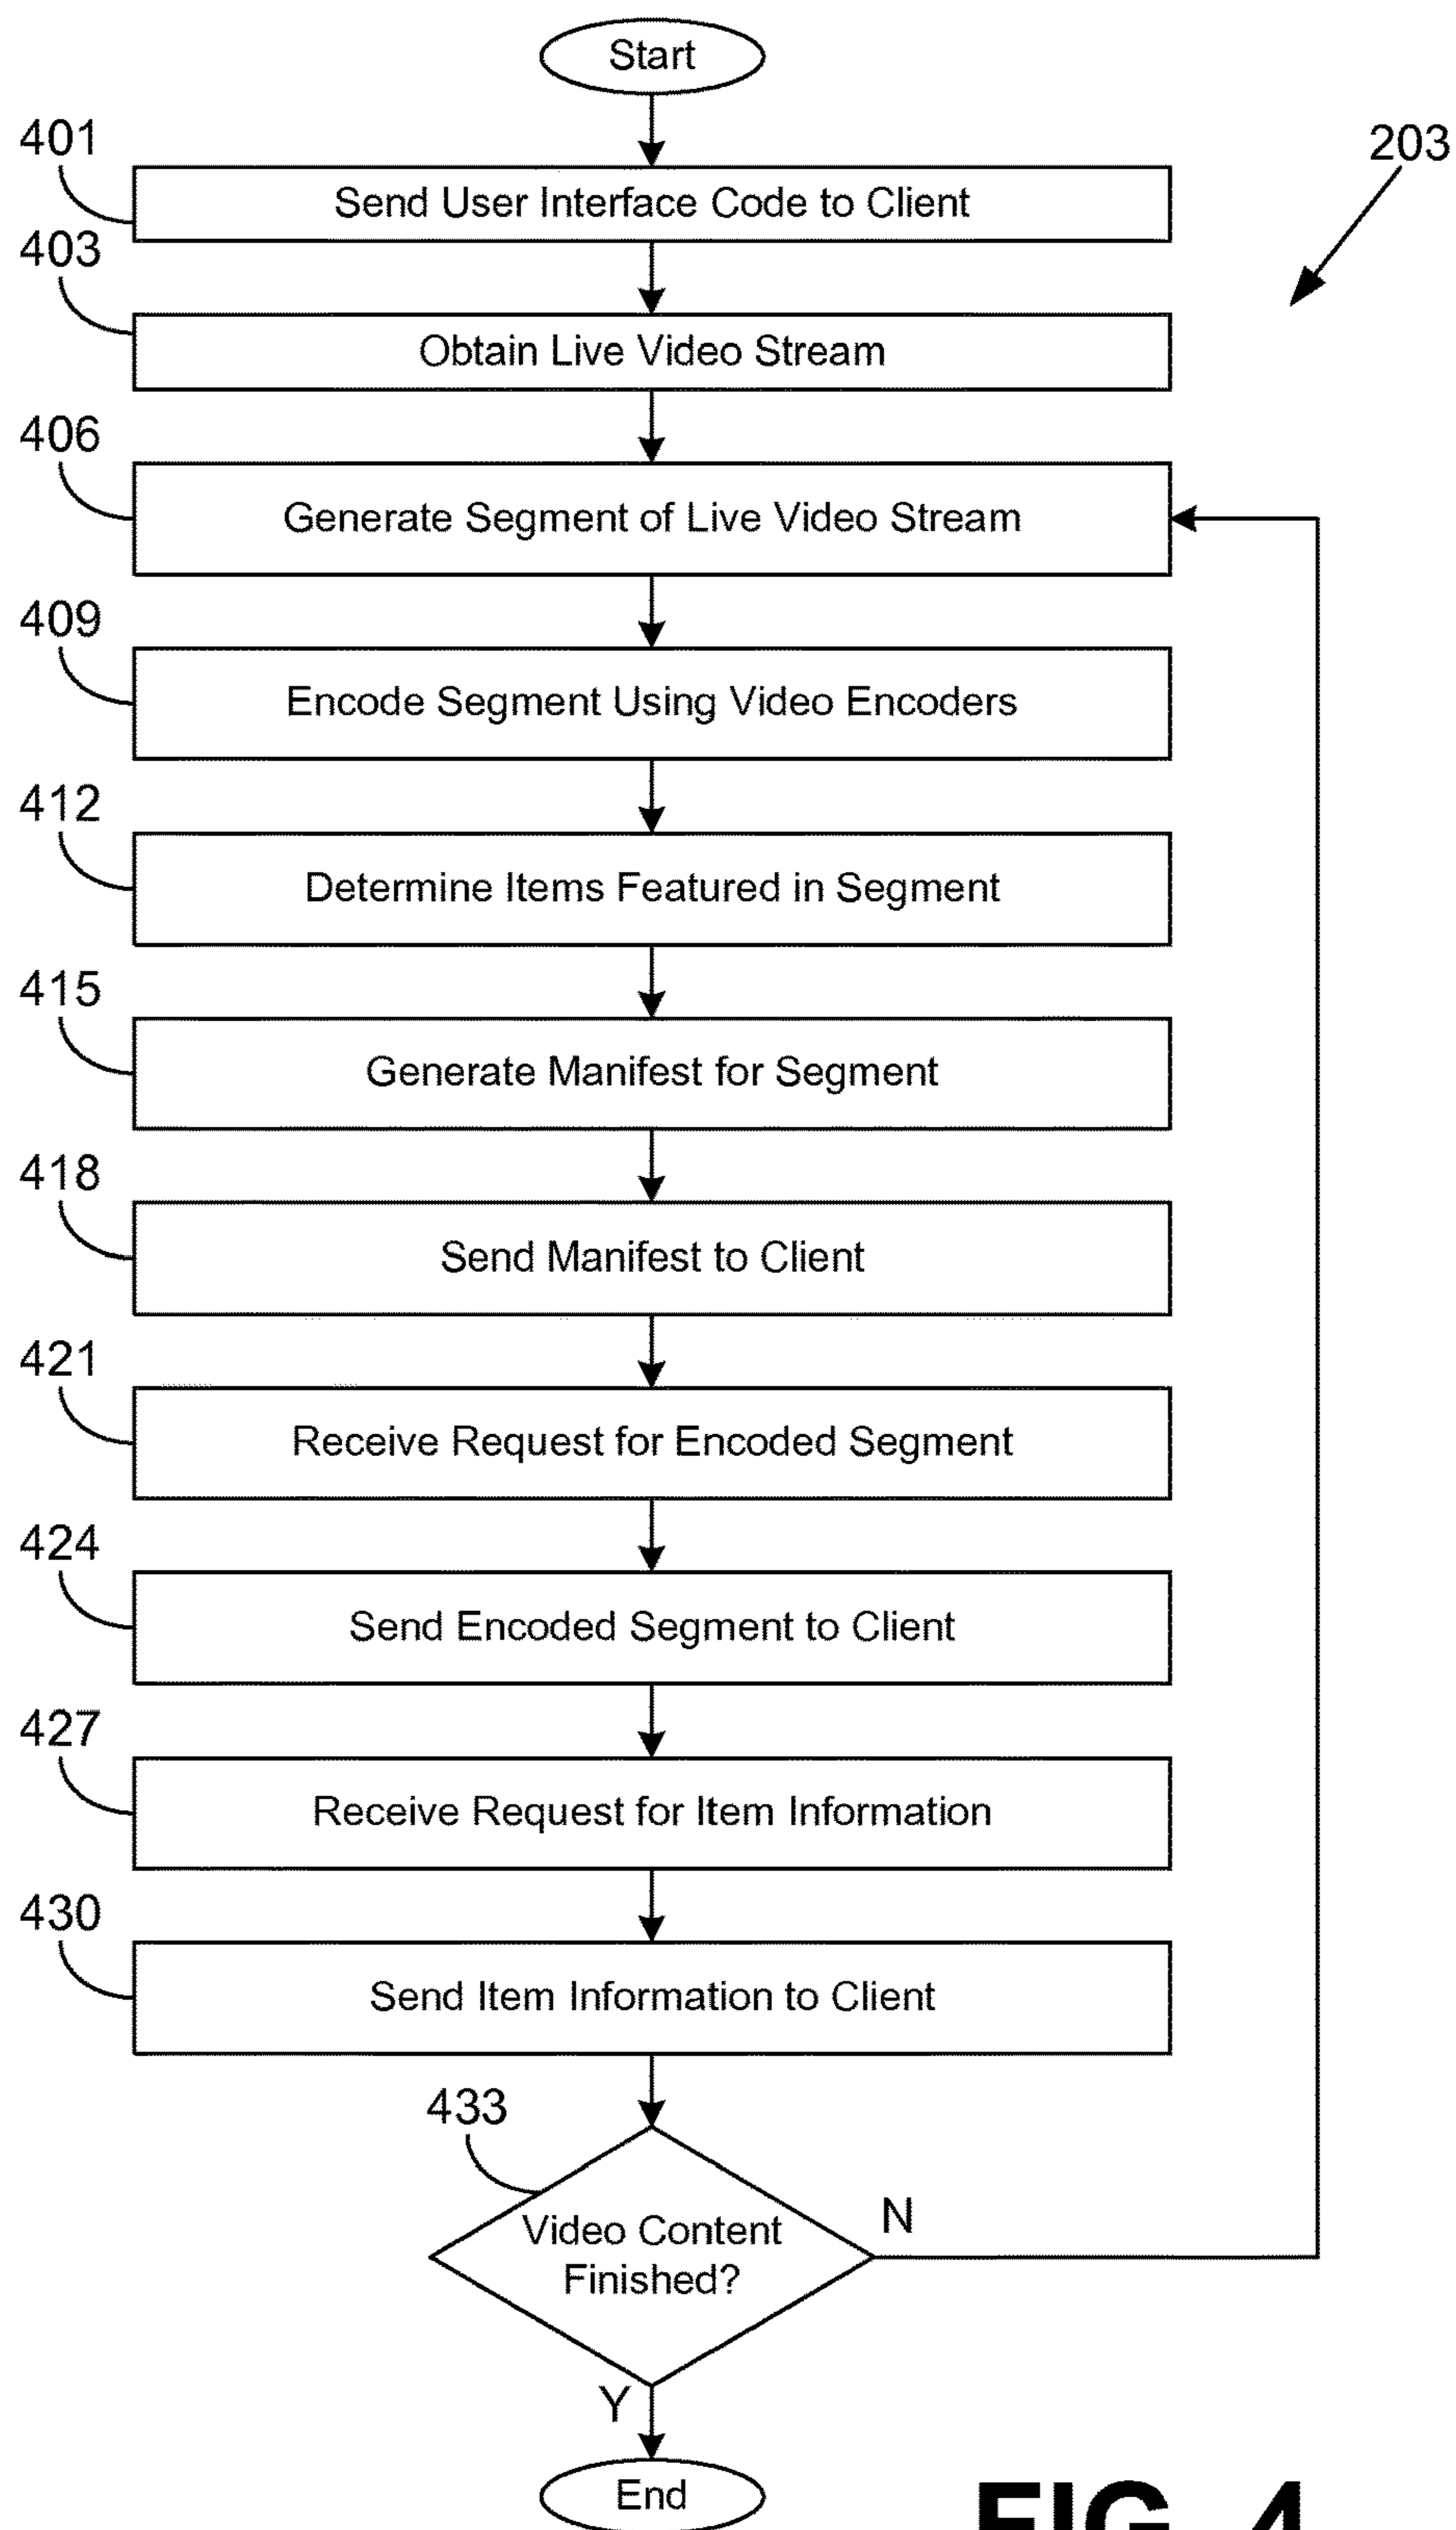 Start
401
Send User Interface Code to Client
203
403
Obtain Live Video Stream
406
Generate Segment of Live Video Stream
409
Encode Segment Using Video Encoders
412
Determine Items Featured in Segment
415
Generate Manifest for Segment
418
Send Manifest to Client
421
Receive Request for Encoded Segment
424
Send Encoded Segment to Client
427
Receive Request for Item Information
430
Send Item Information to Client
433
Video Content
Finished?
N
Y
End
FIG. 4